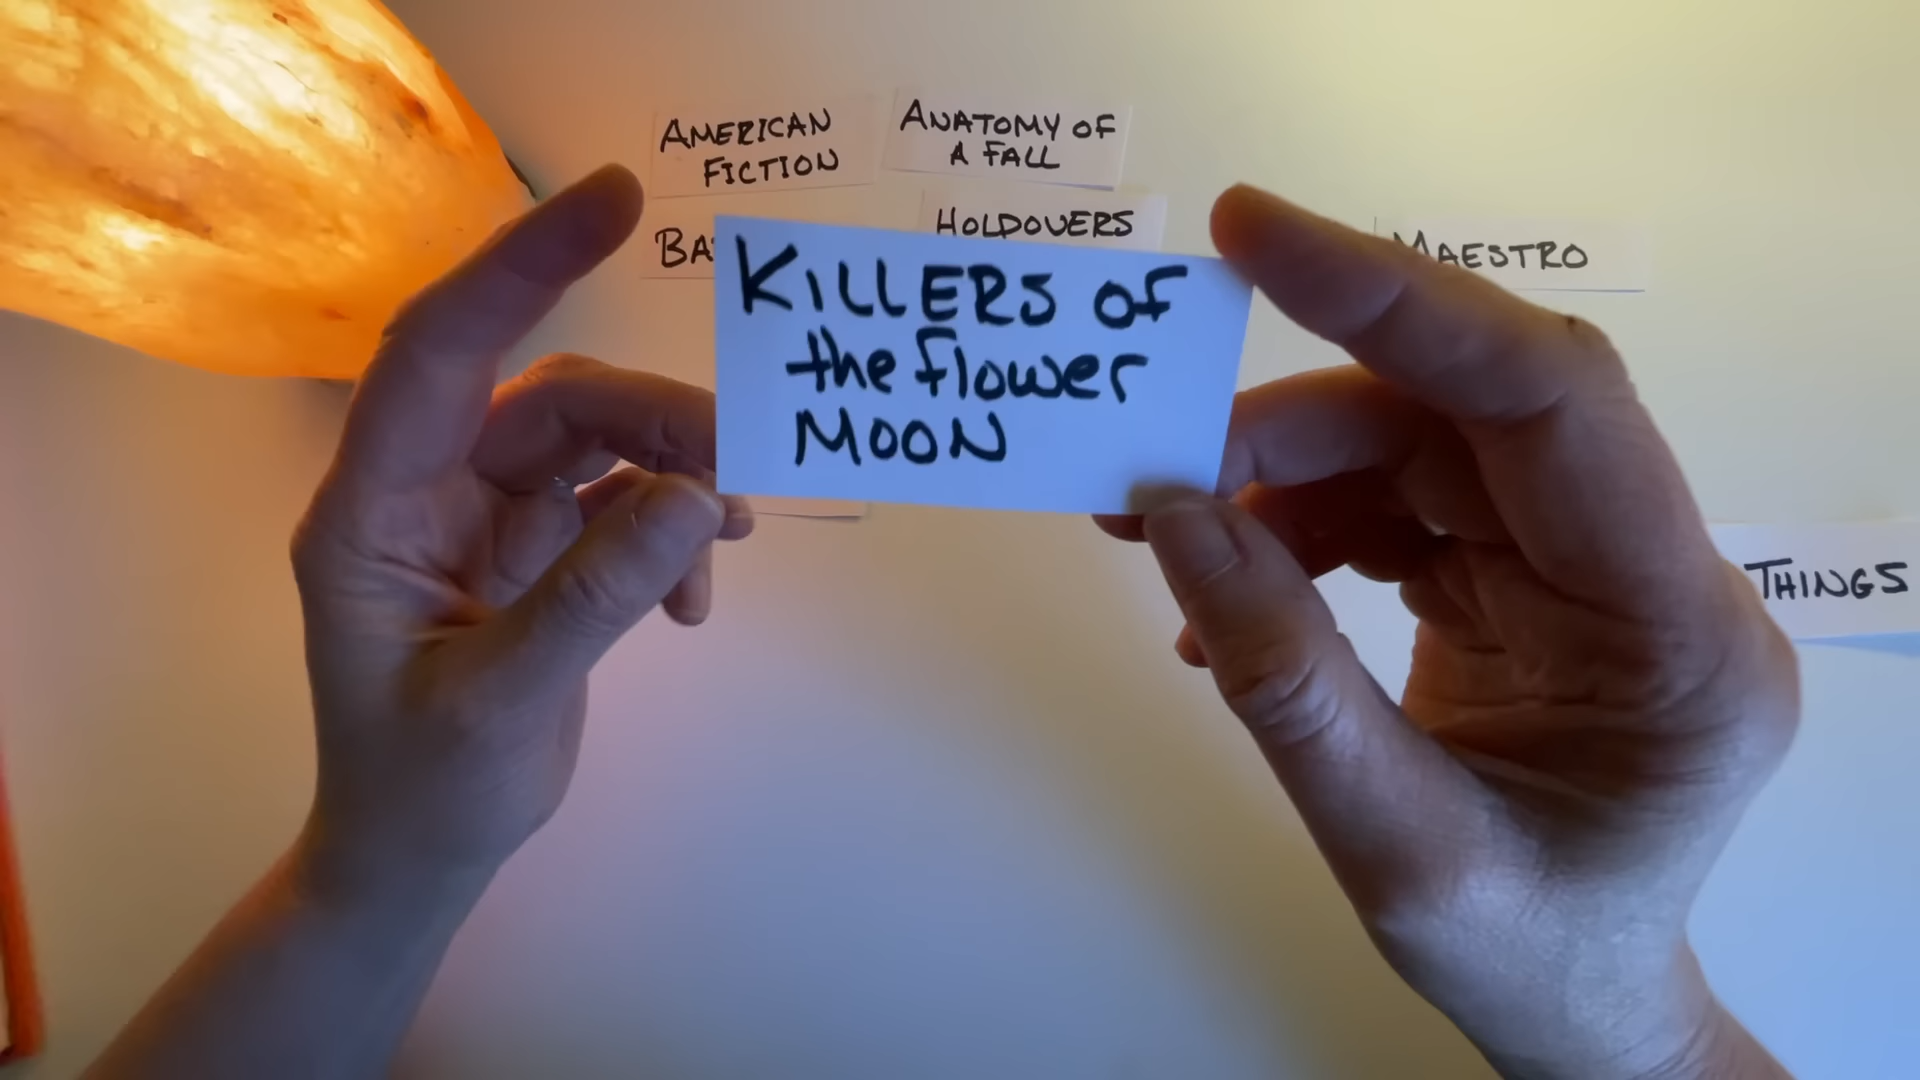 AMERICAN
FICTION
ANATOMY OF
A FALL
HOLDOVERS
MAESTRO
KILLERS of
the flower
MOON
THINGS